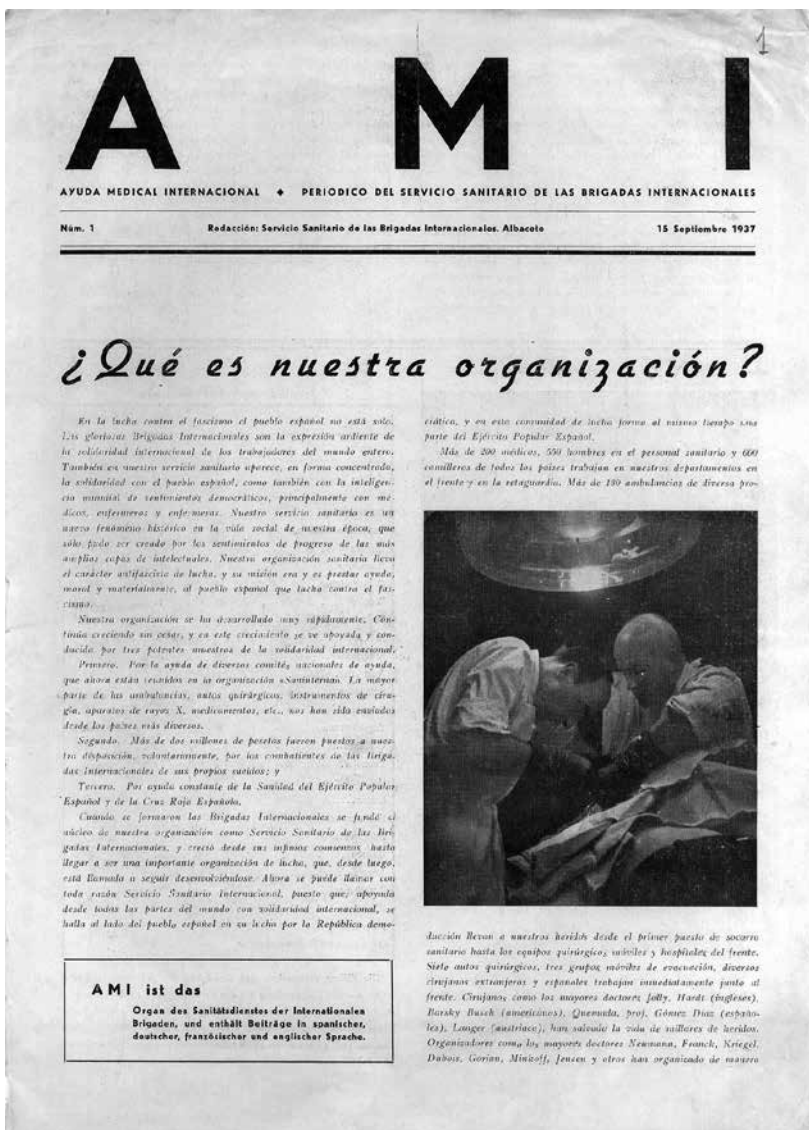 1
A M I
AYUDA MEDICAL INTERNACIONAL ◆ PERIODICO DEL SERVICIO SANITARIO DE LAS BRIGADAS INTERNACIONALES
Núm. 1 Redacción: Servicio Sanitario de las Brigadas Internacionales. Albacete 15 Septiembre 1937
¿Qué es nuestra organización?
En la lucha contra el fascismo el pueblo español no está solo.
Las gloriosas Brigadas Internacionales son la expresión ardiente de
la solidaridad internacional de los trabajadores del mundo entero.
También en nuestro servicio sanitario aparece, en forma concentrada,
la solidaridad con el pueblo español, como también con la inteligen-
cia mundial de sentimientos democráticos, principalmente con mé-
dicos, enfermeros y enfermeras. Nuestro servicio sanitario es un
nuevo fenómeno histórico en la vida social de nuestra época, que
sólo pudo ser creado por los sentimientos de progreso de las más
amplias capas de intelectuales. Nuestra organización sanitaria lleva
el carácter antifascista de lucha, y su misión era y es prestar ayuda,
moral y materialmente, al pueblo español que lucha contra el fas-
cismo.
Nuestra organización se ha desarrollado muy rápidamente. Con-
tinúa creciendo sin cesar, y en este crecimiento se ve apoyada y con-
ducida por tres potentes muestras de la solidaridad internacional.
Primero. Por la ayuda de diversos comités nacionales de ayuda,
que ahora están reunidos en la organización «Saninterna». La mayor
parte de las ambulancias, autos quirúrgicos, instrumentos de ciru-
gía, aparatos de rayos X, medicamentos, etc., nos han sido enviados
desde los países más diversos.
Segundo. Más de dos millones de pesetas fueron puestos a nues-
tra disposición, voluntariamente, por los combatientes de las Briga-
das Internacionales de sus propios sueldos; y
Tercero. Por ayuda constante de la Sanidad del Ejército Popular
Español y de la Cruz Roja Española.
Cuando se formaron las Brigadas Internacionales se fundó el
núcleo de nuestra organización como Servicio Sanitario de las Bri-
gadas Internacionales, y creció desde sus ínfimos comienzos, hasta
llegar a ser una importante organización de lucha, que, desde luego,
está llamada a seguir desenvolviéndose. Ahora se puede llamar con
toda razón Servicio Sanitario Internacional, puesto que, apoyada
desde todas las partes del mundo con solidaridad internacional, se
halla al lado del pueblo español en su lucha por la República demo-
crática, y en esta comunidad de lucha forma al mismo tiempo una
parte del Ejército Popular Español.
Más de 200 médicos, 550 hombres en el personal sanitario y 600
camilleros de todos los países trabajan en nuestros departamentos en
el frente y en la retaguardia. Más de 130 ambulancias de diversa pro-
ducción llevan a nuestros heridos desde el primer puesto de socorro
sanitario hasta los equipos quirúrgicos móviles y hospitales del frente.
Siete autos quirúrgicos, tres grupos móviles de evacuación, diversos
cirujanos extranjeros y españoles trabajan inmediatamente junto al
frente. Cirujanos como los mayores doctores Jolly, Hardt (ingleses),
Barsky Busch (americanos), Quemada, prof. Gómez Díaz (españo-
les), Langer (austriaco), han salvado la vida de millares de heridos.
Organizadores como los mayores doctores Neumann, Franck, Kriegel,
Dubois, Gorian, Minkoff, Jensen y otros han organizado de manera
AMI ist das
Organ des Sanitätsdienstes der Internationalen
Brigaden, und enthält Beiträge in spanischer,
deutscher, französischer und englischer Sprache.